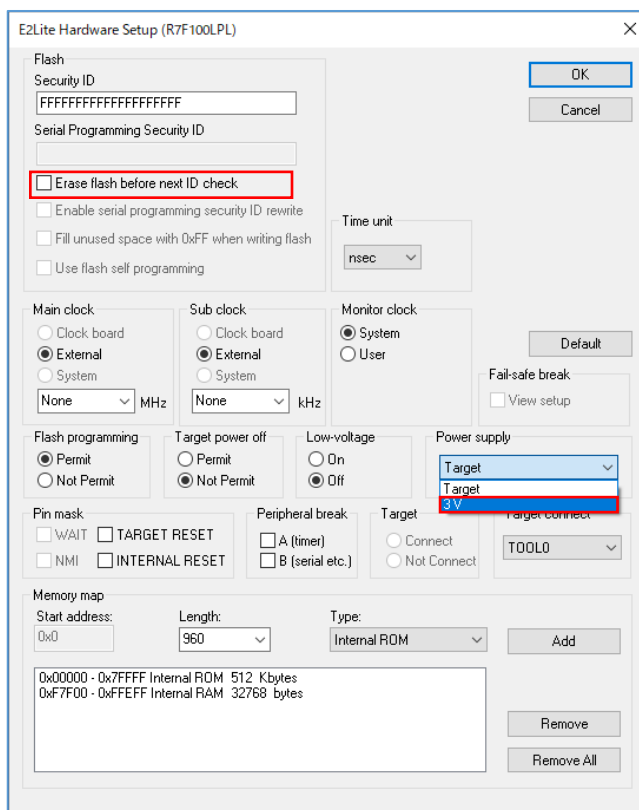 E2Lite Hardware Setup (R7F100LPL)
Flash
Security ID
FFFFFFFFFFFFFFFFFFFF
Serial Programming Security ID
Erase flash before next ID check
Enable serial programming security ID rewrite
Fill unused space with 0xFF when writing flash
Use flash self programming
Time unit
nsec
OK
Cancel
Main clock
Clock board
External
System
None MHz
Sub clock
Clock board
External
System
None kHz
Monitor clock
System
User
Default
Fail-safe break
View setup
Flash programming
Permit
Not Permit
Target power off
Permit
Not Permit
Low-voltage
On
Off
Power supply
Target
Target
3 V
Pin mask
WAIT TARGET RESET
NMI INTERNAL RESET
Peripheral break
A (timer)
B (serial etc.)
Target
Connect
Not Connect
Target connect
TOOL0
Memory map
Start address: Length: Type:
0x0 960 Internal ROM Add
0x00000 - 0x7FFFF Internal ROM 512 Kbytes
0xF7F00 - 0xFFEFF Internal RAM 32768 bytes
Remove
Remove All